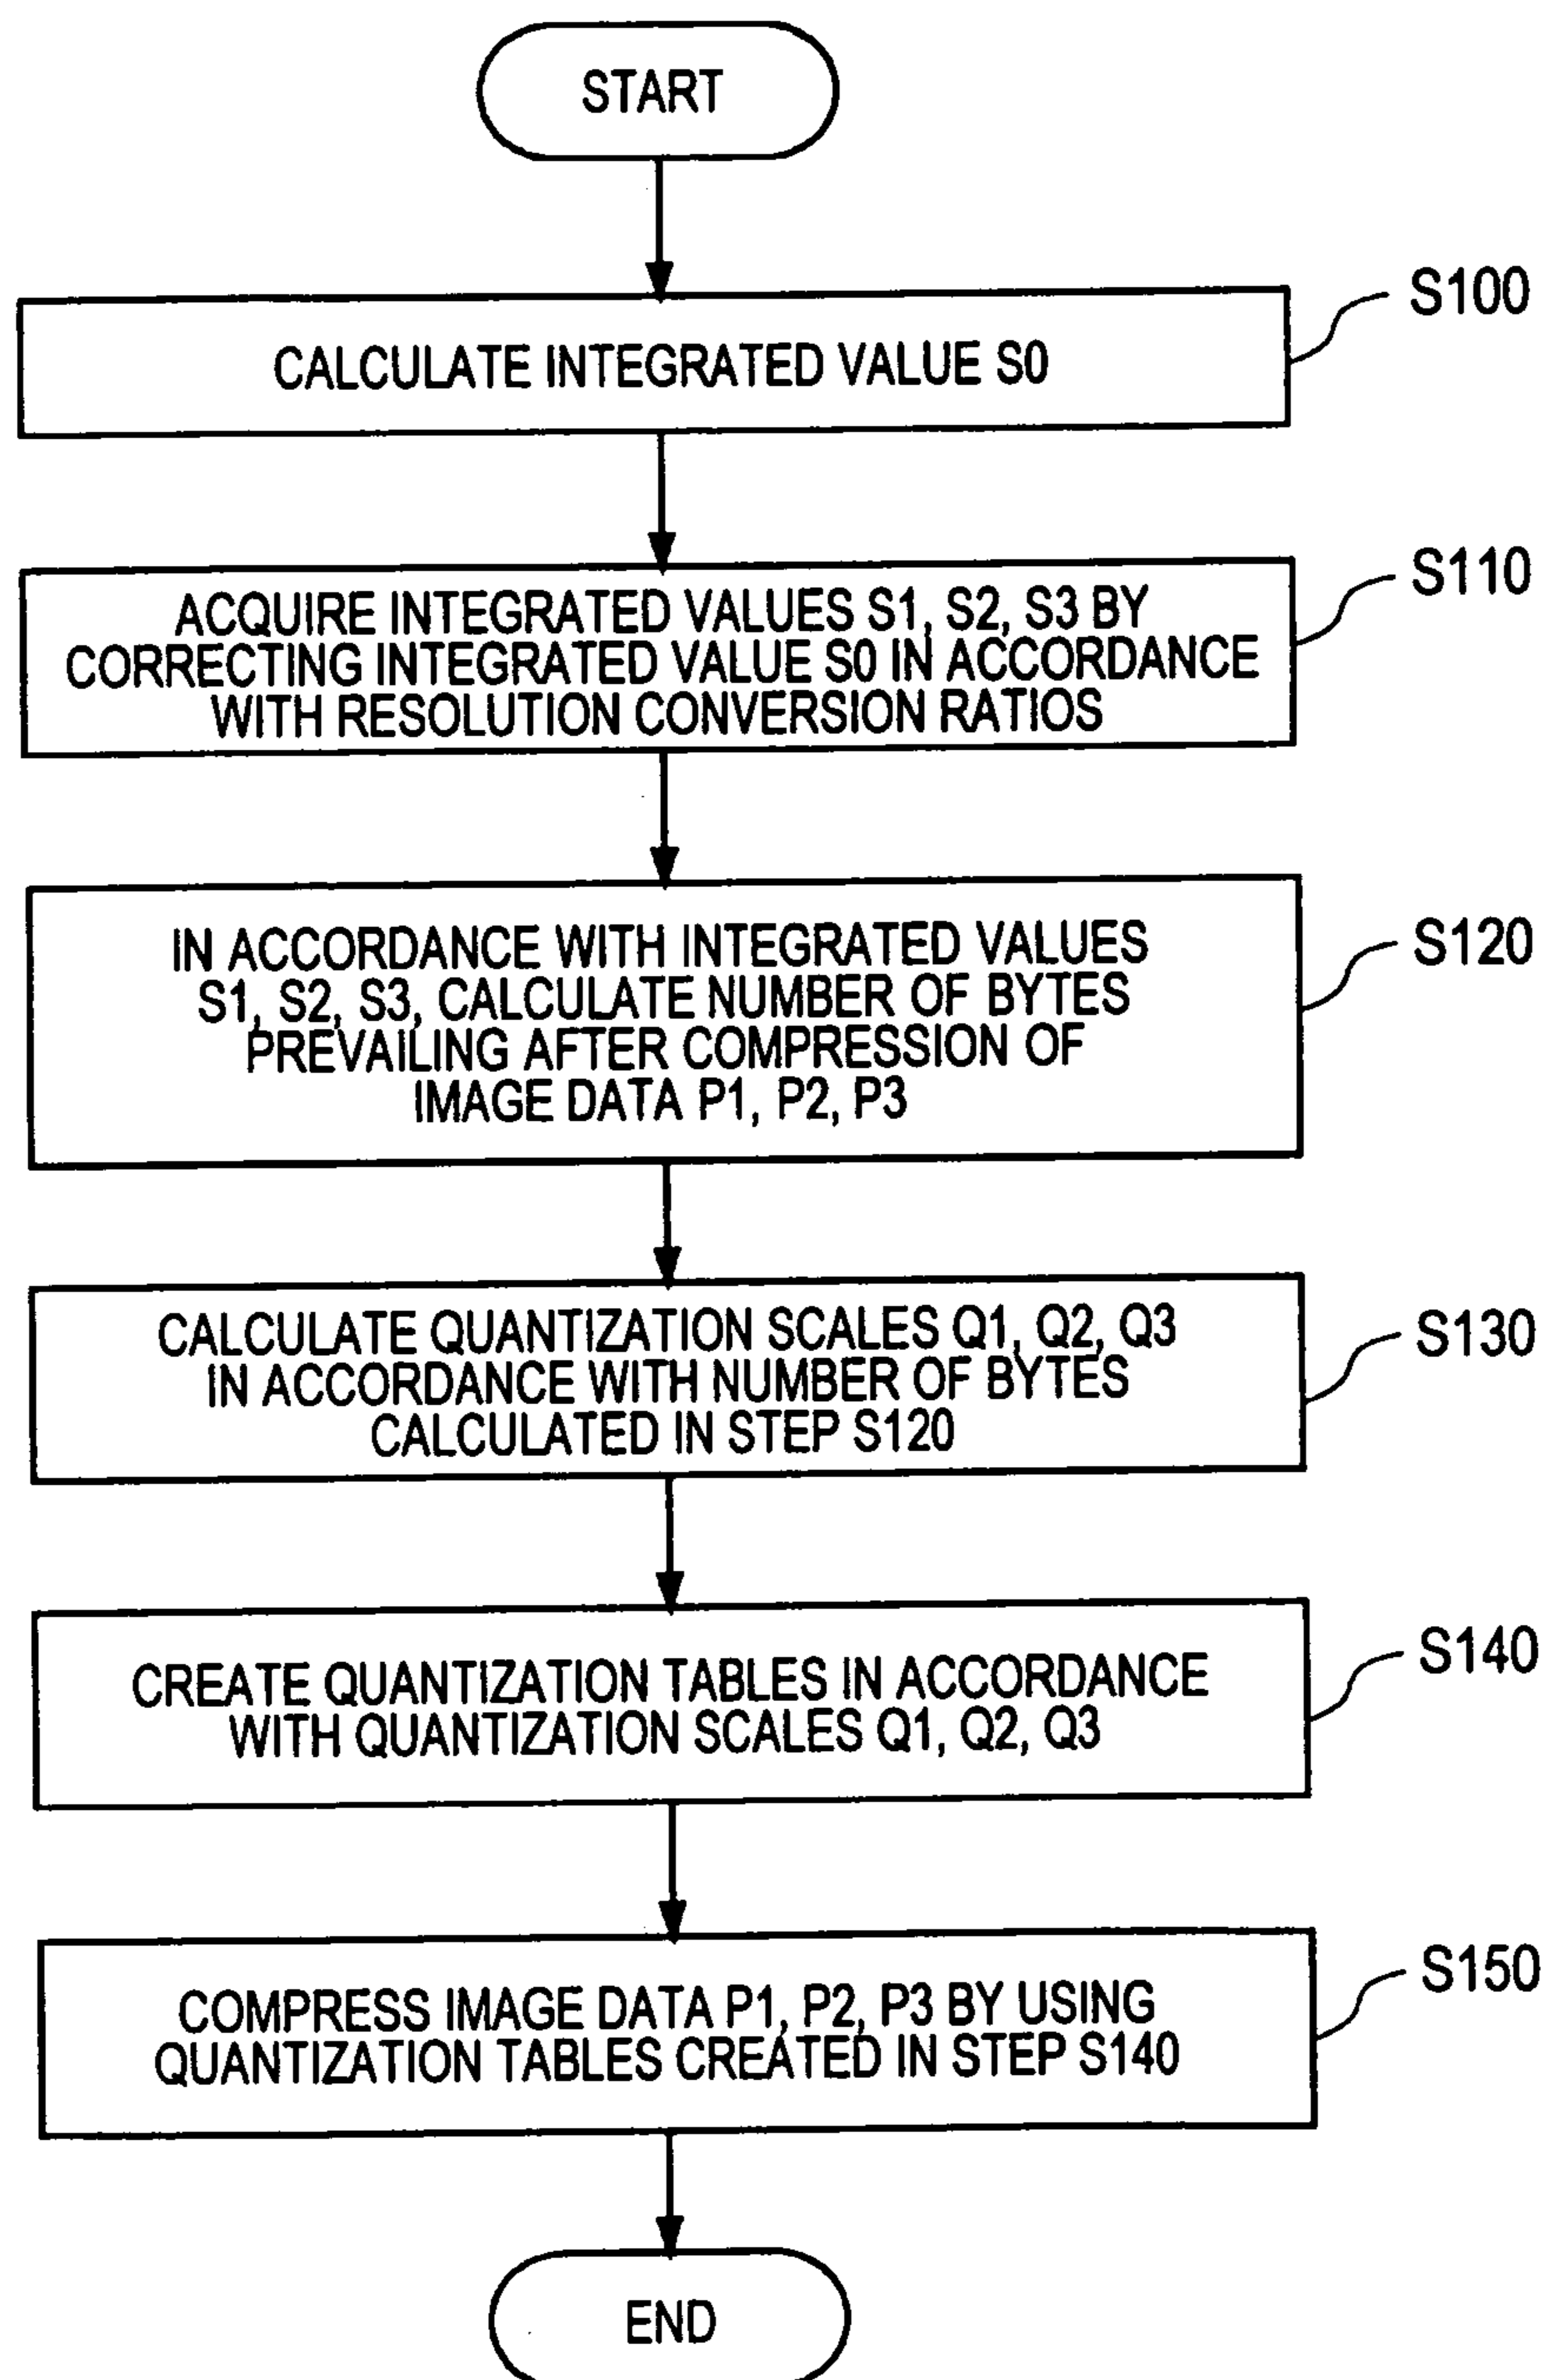 START
S100
CALCULATE INTEGRATED VALUE S0
S110
ACQUIRE INTEGRATED VALUES S1, S2, S3 BY
CORRECTING INTEGRATED VALUE S0 IN ACCORDANCE
WITH RESOLUTION CONVERSION RATIOS
S120
IN ACCORDANCE WITH INTEGRATED VALUES
S1, S2, S3, CALCULATE NUMBER OF BYTES
PREVAILING AFTER COMPRESSION OF
IMAGE DATA P1, P2, P3
S130
CALCULATE QUANTIZATION SCALES Q1, Q2, Q3
IN ACCORDANCE WITH NUMBER OF BYTES
CALCULATED IN STEP S120
S140
CREATE QUANTIZATION TABLES IN ACCORDANCE
WITH QUANTIZATION SCALES Q1, Q2, Q3
S150
COMPRESS IMAGE DATA P1, P2, P3 BY USING
QUANTIZATION TABLES CREATED IN STEP S140
END